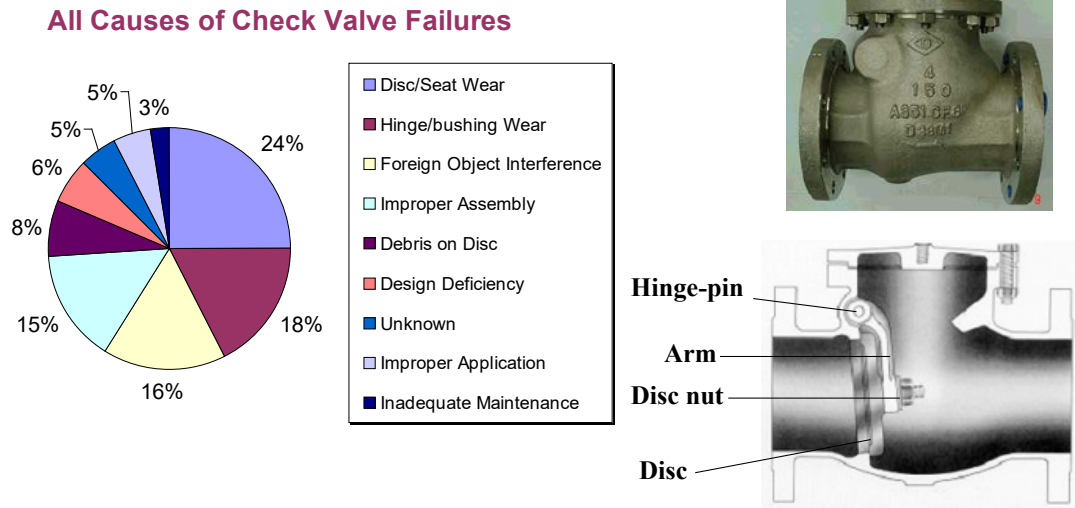 All Causes of Check Valve Failures
5%
3%
5%
24%
6%
8%
15%
18%
16%
Disc/Seat Wear
Hinge/bushing Wear
Foreign Object Interference
Improper Assembly
Debris on Disc
Design Deficiency
Unknown
Improper Application
Inadequate Maintenance
10
4
150
9
Hinge-pin
Arm
Disc nut
Disc